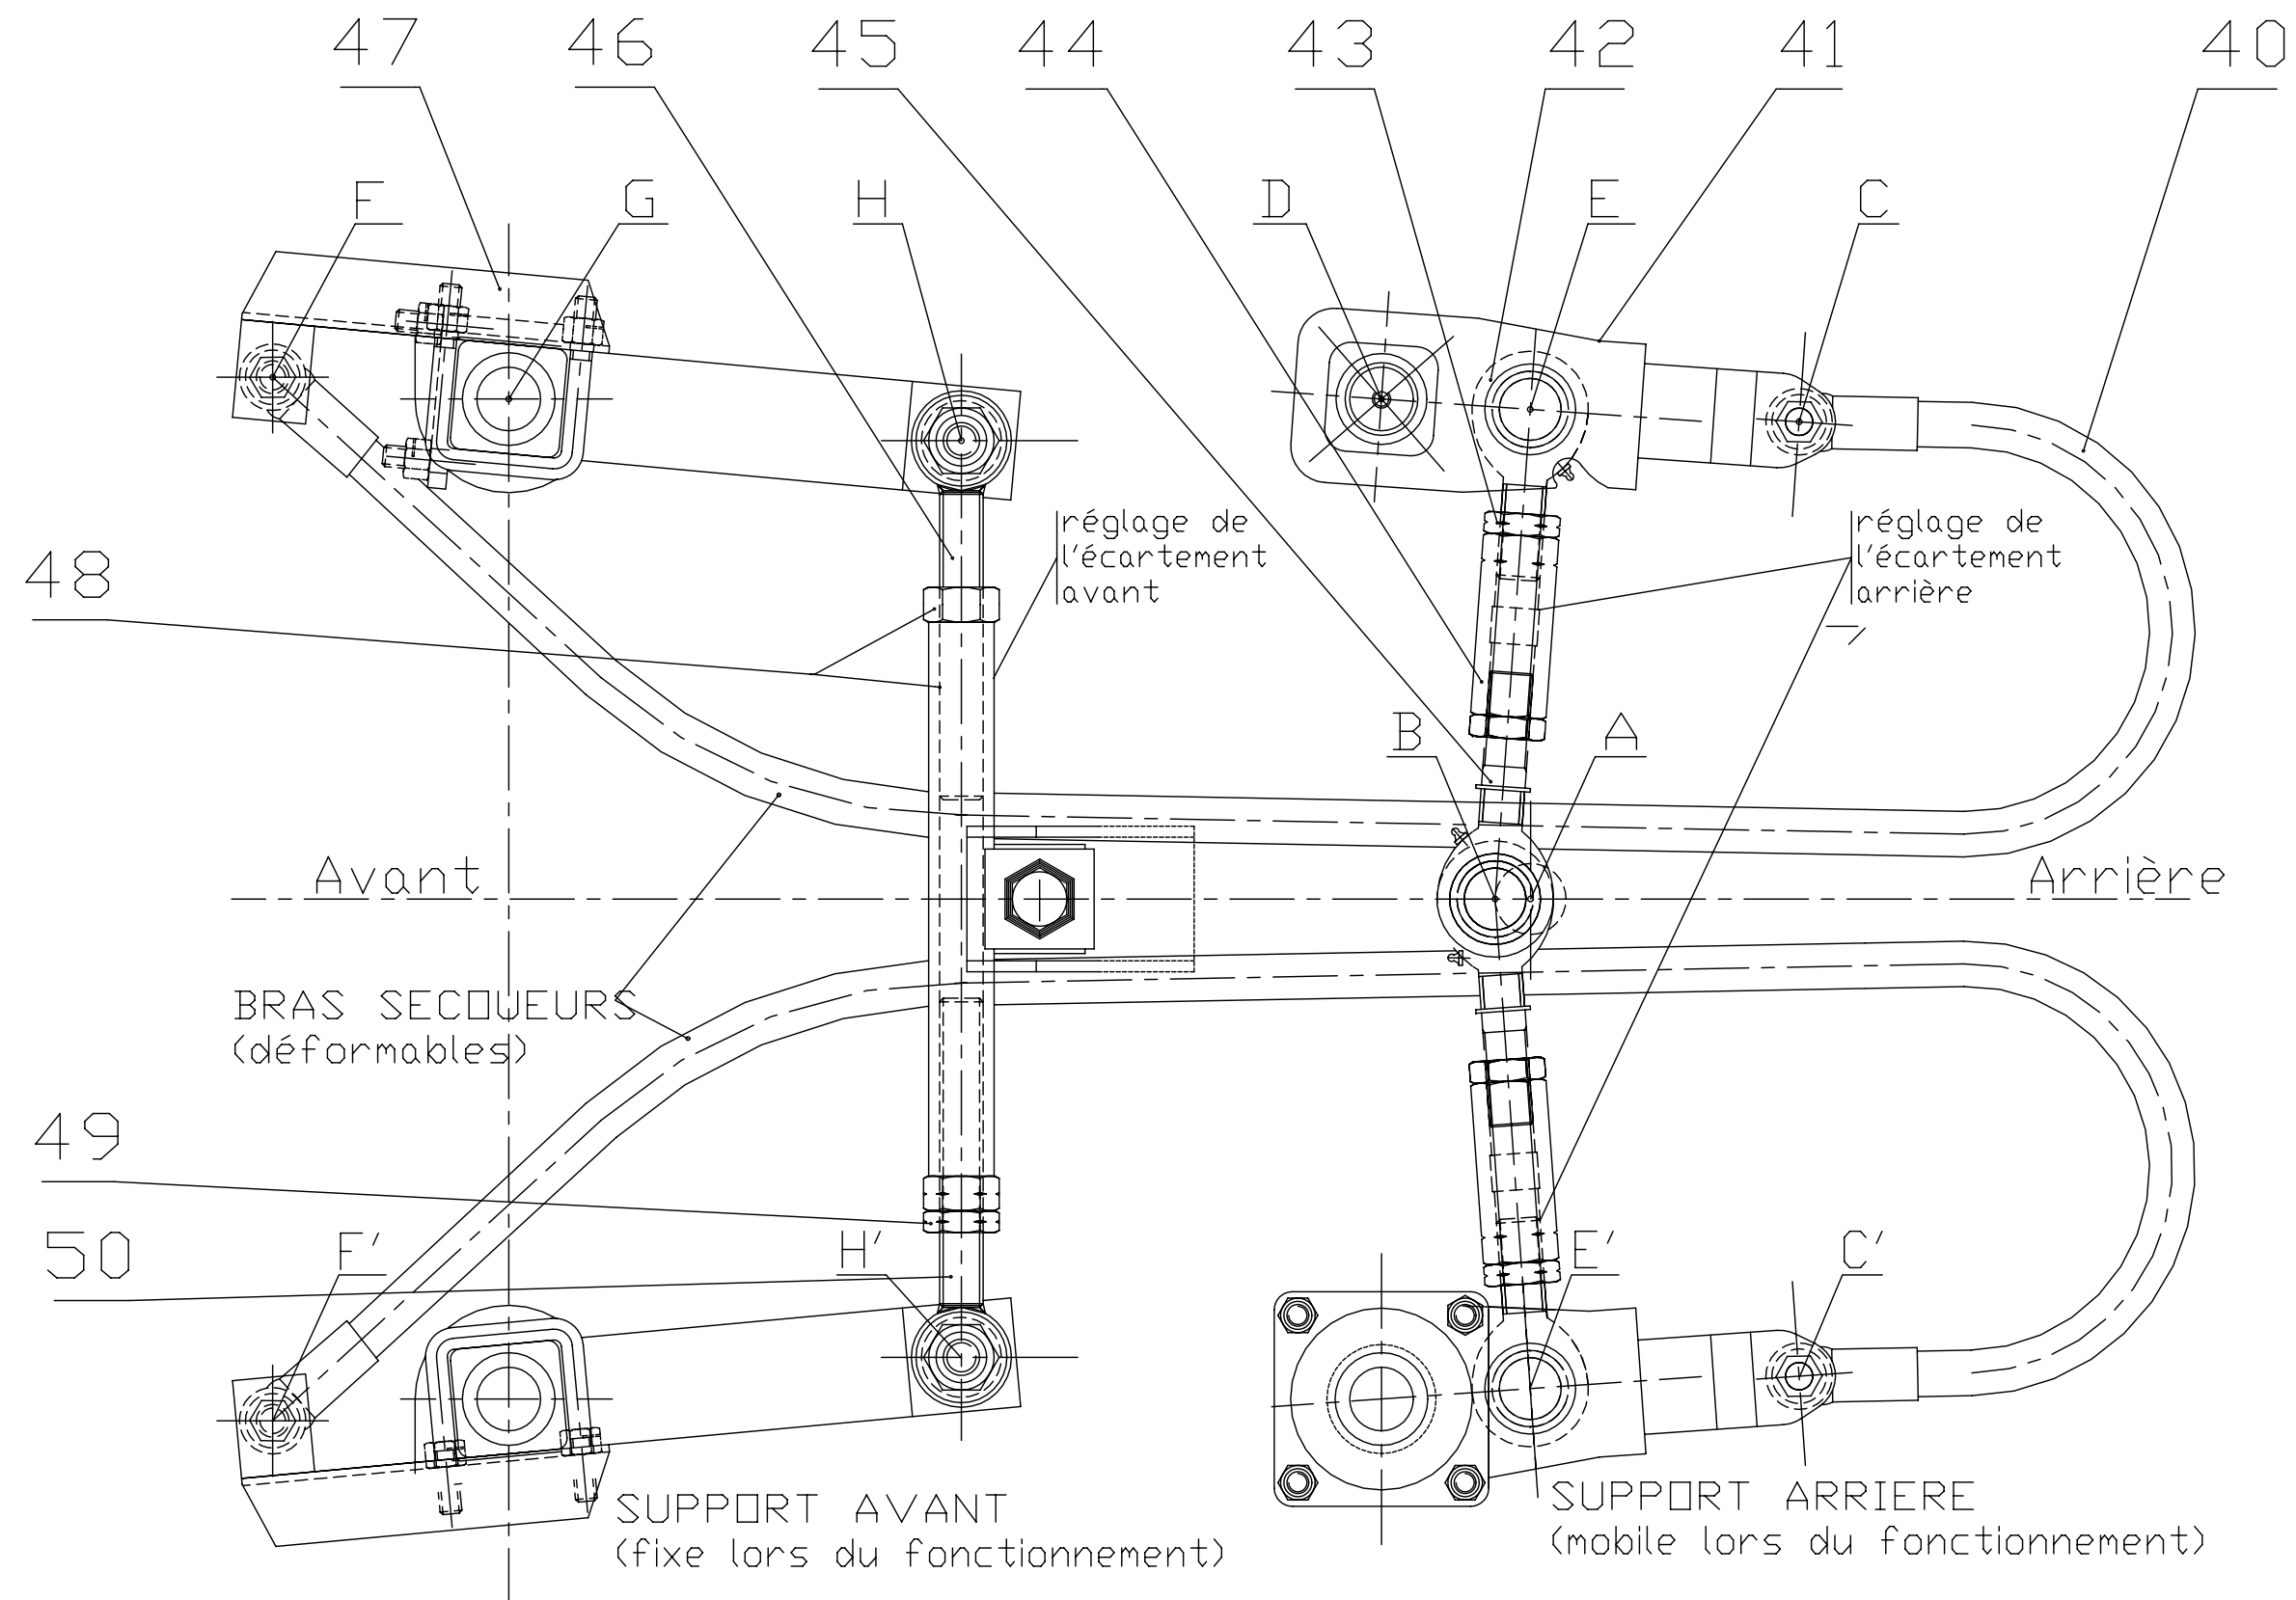 47 46 45 44 43 42 41 40
F G H D E C
réglage de
l'écartement
avant
réglage de
l'écartement
arrière
48
B A
Avant
Arrière
BRAS SECOUEURS
(déformables)
49
50
F' H' E' C'
SUPPORT AVANT
(fixe lors du fonctionnement)
SUPPORT ARRIERE
(mobile lors du fonctionnement)